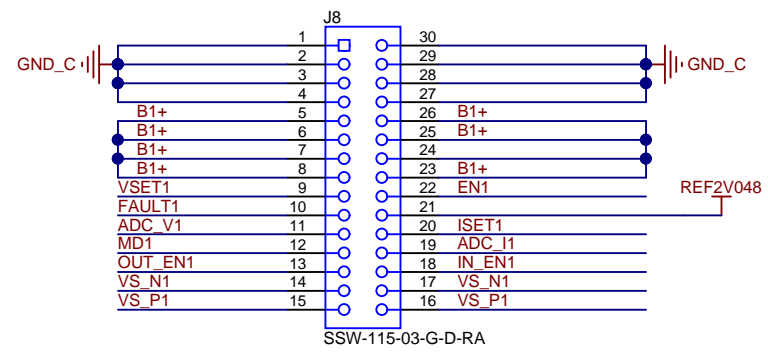 J8
1 30
GND_C 2 29 GND_C
3 28
4 27
B1+ 5 26 B1+
B1+ 6 25 B1+
B1+ 7 24
B1+ 8 23 B1+
VSET1 9 22 EN1 REF2V048
FAULT1 10 21
ADC_V1 11 20 ISET1
MD1 12 19 ADC_I1
OUT_EN1 13 18 IN_EN1
VS_N1 14 17 VS_N1
VS_P1 15 16 VS_P1
SSW-115-03-G-D-RA